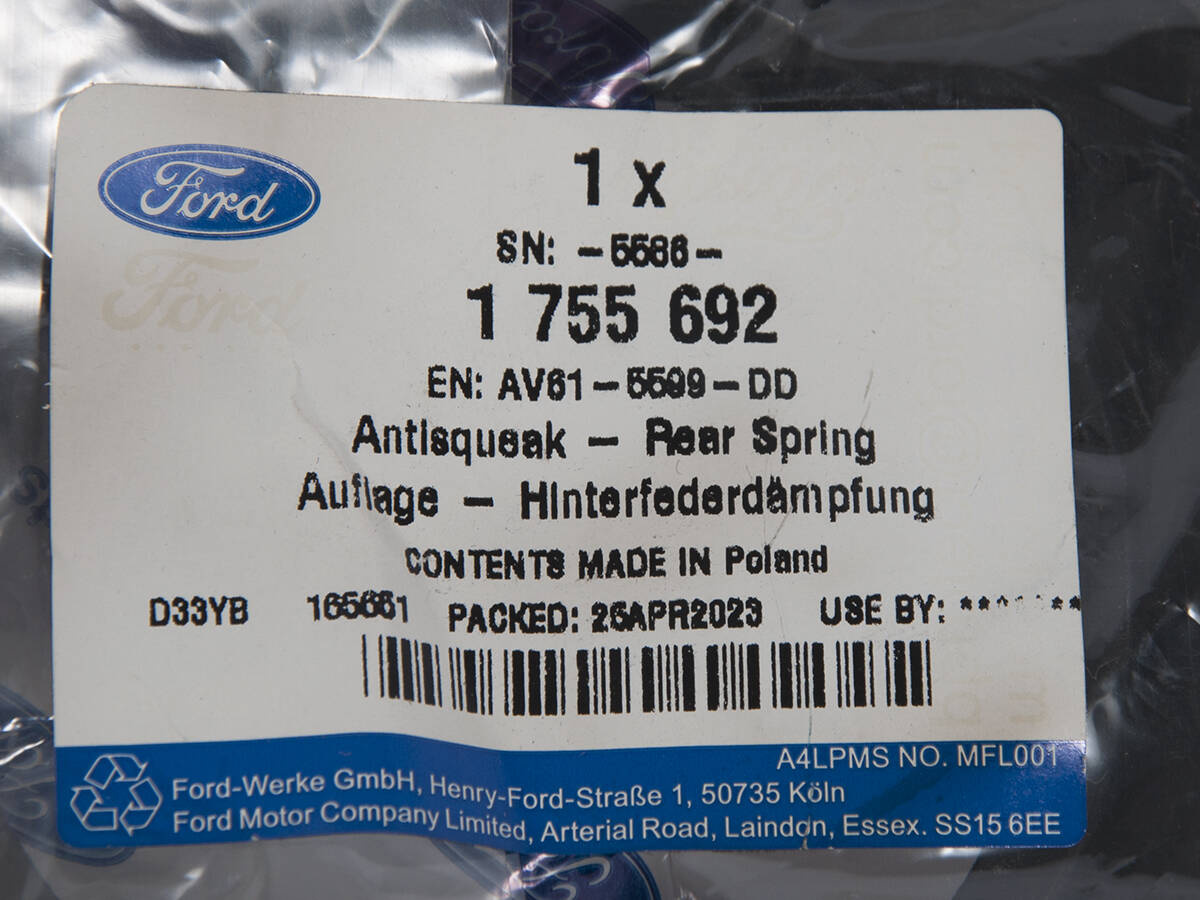 Ford
1 x
SN: -5586-
1 755 692
EN: AV61-5599-DD
Antisqueak - Rear Spring
Auflage - Hinterfederdämpfung
CONTENTS MADE IN Poland
D33YB 165661 PACKED: 26APR2023 USE BY: *******
A4LPMS NO. MFL001
Ford-Werke GmbH, Henry-Ford-Straße 1, 50735 Köln
Ford Motor Company Limited, Arterial Road, Laindon, Essex. SS15 6EE